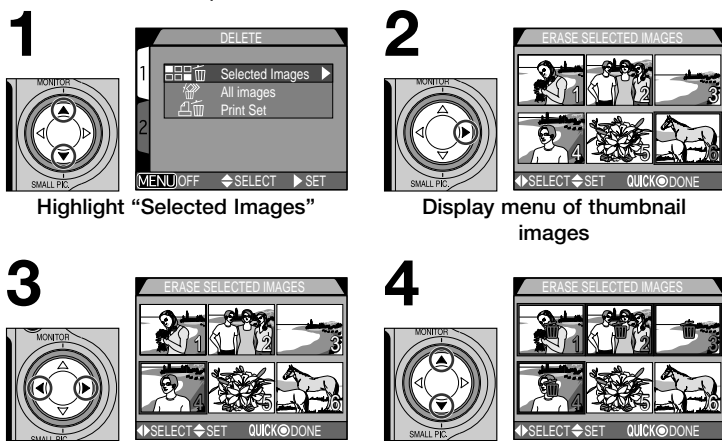 1
MONITOR
SMALL PIC.
DELETE
1
2
Selected Images
All images
Print Set
MENU OFF SELECT SET
Highlight “Selected Images”
2
MONITOR
SMALL PIC.
ERASE SELECTED IMAGES
1 2 3
4 5 6
SELECT SET QUICK DONE
Display menu of thumbnail
images
3
MONITOR
SMALL PIC.
ERASE SELECTED IMAGES
1 2 3
4 5 6
SELECT SET QUICK DONE
4
MONITOR
SMALL PIC.
ERASE SELECTED IMAGES
1 2 3
4 5 6
SELECT SET QUICK DONE